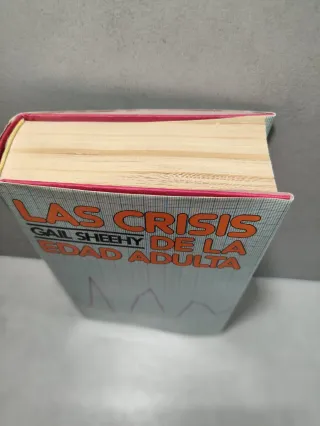 LAS CRISIS
GAIL SHEEHY DE LA
EDAD ADULTA